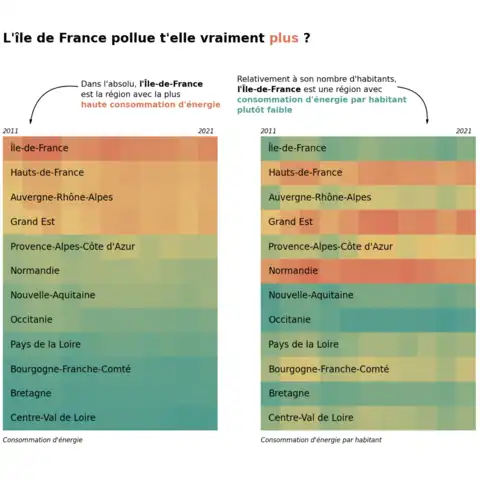 L'île de France pollue t'elle vraiment plus ?
Dans l'absolu, l'Île-de-France
est la région avec la plus
haute consommation d'énergie
Relativement à son nombre d'habitants,
l'Île-de-France est une région avec
consommation d'énergie par habitant
plutôt faible
2011
2021
Île-de-France
Hauts-de-France
Auvergne-Rhône-Alpes
Grand Est
Provence-Alpes-Côte d'Azur
Normandie
Nouvelle-Aquitaine
Occitanie
Pays de la Loire
Bourgogne-Franche-Comté
Bretagne
Centre-Val de Loire
Consommation d'énergie
2011
2021
Île-de-France
Hauts-de-France
Auvergne-Rhône-Alpes
Grand Est
Provence-Alpes-Côte d'Azur
Normandie
Nouvelle-Aquitaine
Occitanie
Pays de la Loire
Bourgogne-Franche-Comté
Bretagne
Centre-Val de Loire
Consommation d'énergie par habitant